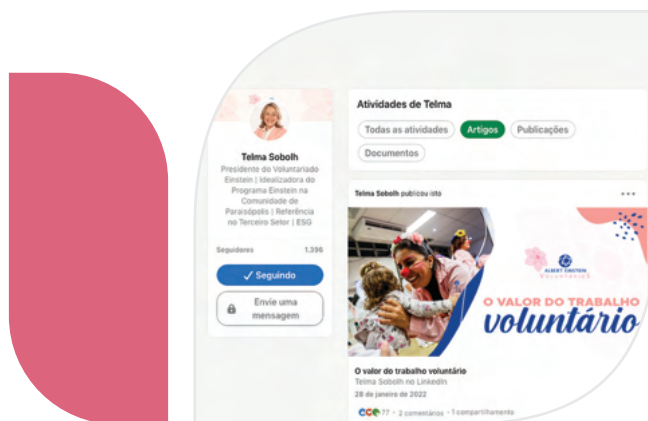 Telma Sobolh
Presidente do Voluntariado
Einstein | Idealizadora do
Programa Einstein na
Comunidade de
Paraisópolis | Referência
no Terceiro Setor | ESG
Seguidores 1.396
✓ Seguindo
Envie uma
mensagem
Atividades de Telma
Todas as atividades Artigos Publicações
Documentos
Telma Sobolh publicou isto
ALBERT EINSTEIN
VOLUNTÁRIOS
O VALOR DO TRABALHO
voluntário
O valor do trabalho voluntário
Telma Sobolh no LinkedIn
28 de janeiro de 2022
77 • 2 comentários • 1 compartilhamento